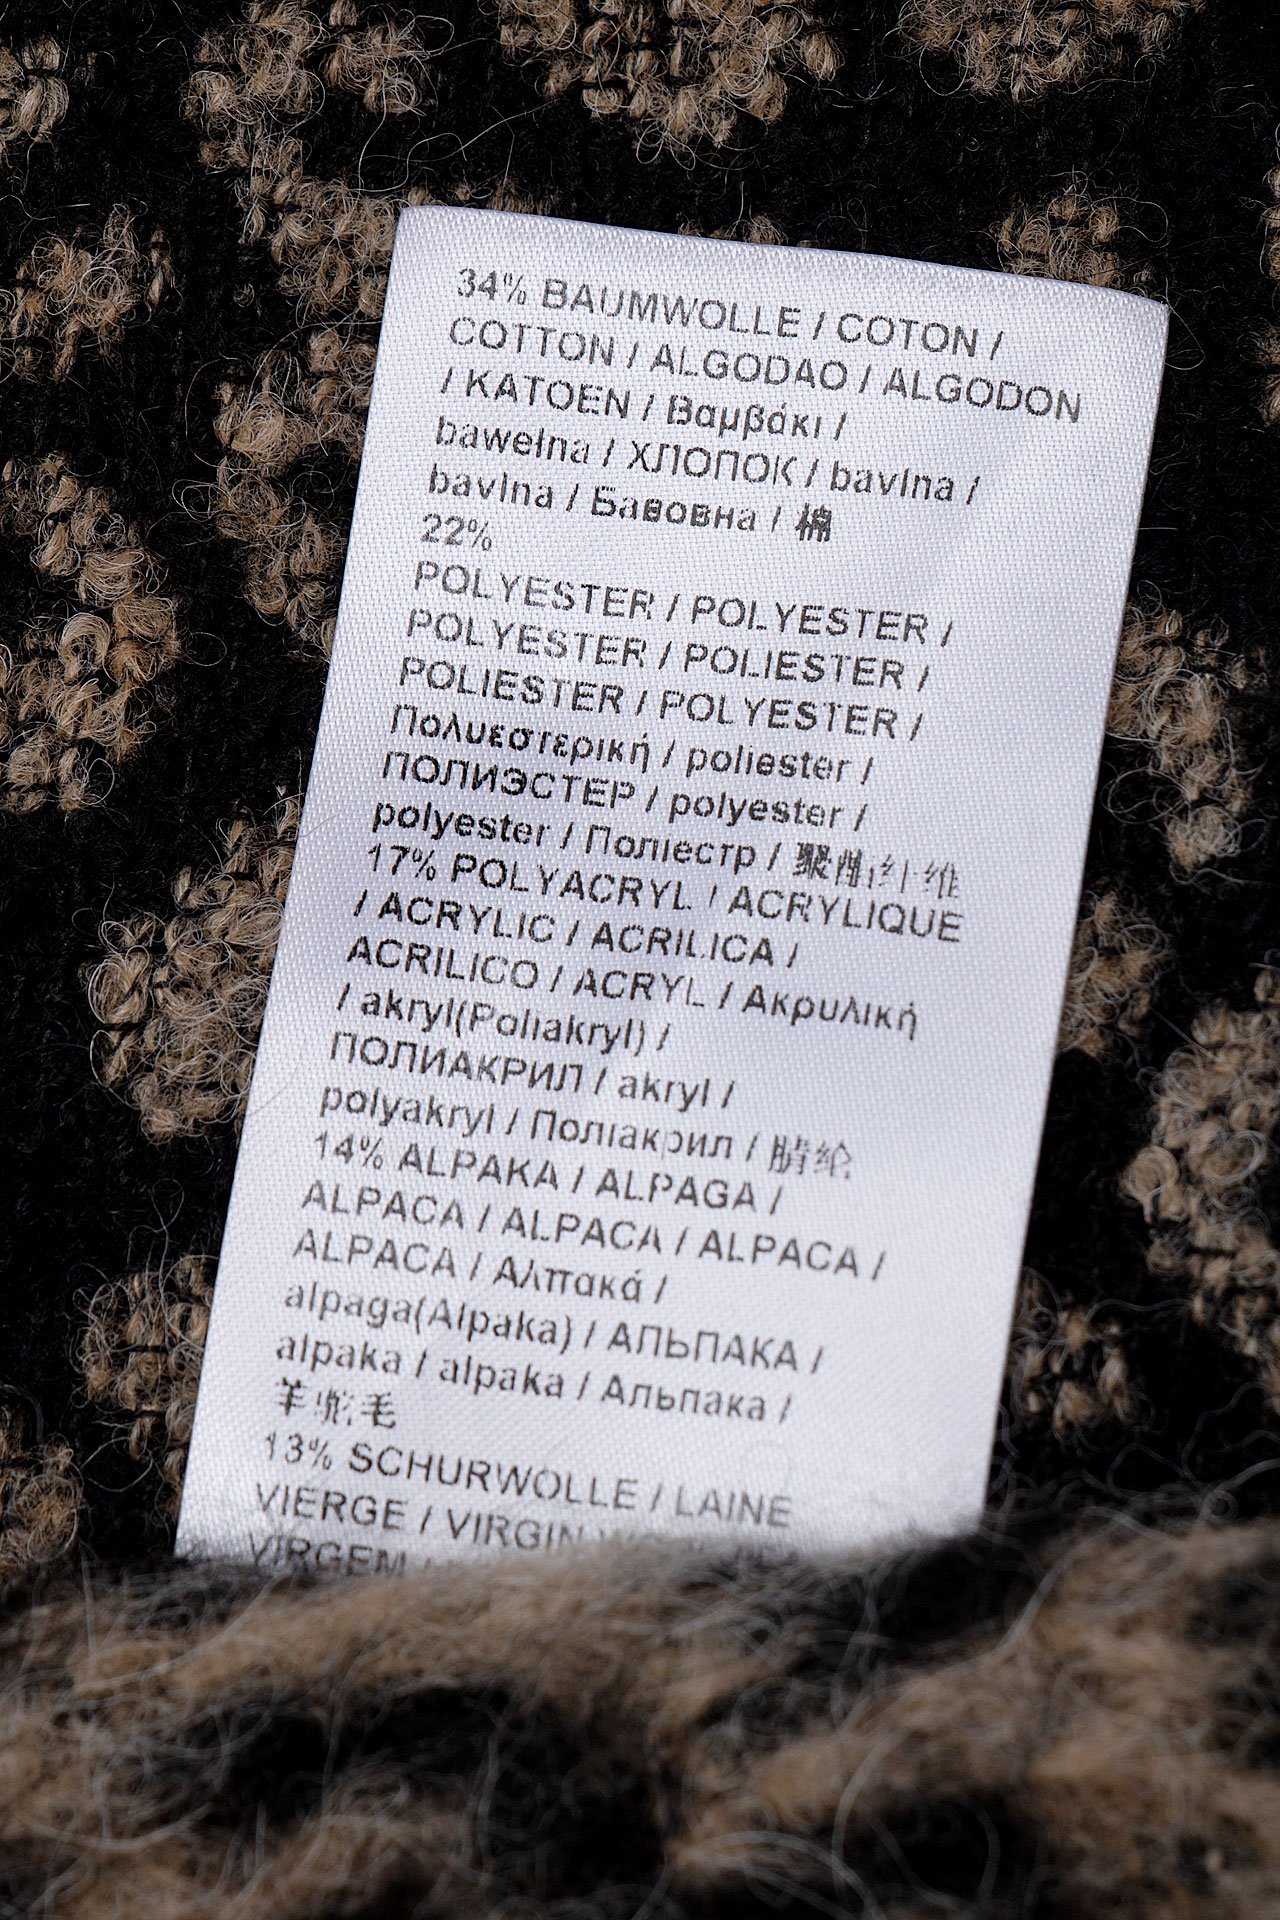 34% BAUMWOLLE / COTON /
COTTON / ALGODAO / ALGODON
/ KATOEN / Βαμβάκι /
bawełna / ХЛОПОК / bavlna /
bavlna / Бавовна / 棉
22%
POLYESTER / POLYESTER /
POLYESTER / POLIESTER /
POLIESTER / POLYESTER /
Πολυεστερική / poliester /
ПОЛИЭСТЕР / polyester /
polyester / Поліестр / 聚酯纤维
17% POLYACRYL / ACRYLIQUE
/ ACRYLIC / ACRILICA /
ACRILICO / ACRYL / Ακρυλική
/ akryl(Poliakryl) /
ПОЛИАКРИЛ / akryl /
polyakryl / Поліакрил / 腈纶
14% ALPAKA / ALPAGA /
ALPACA / ALPACA / ALPACA /
ALPACA / Αλπακά /
alpaga(Alpaka) / АЛЬПАКА /
alpaka / alpaka / Альпака /
羊驼毛
13% SCHURWOLLE / LAINE
VIERGE / VIRGIN
VIRGEM /